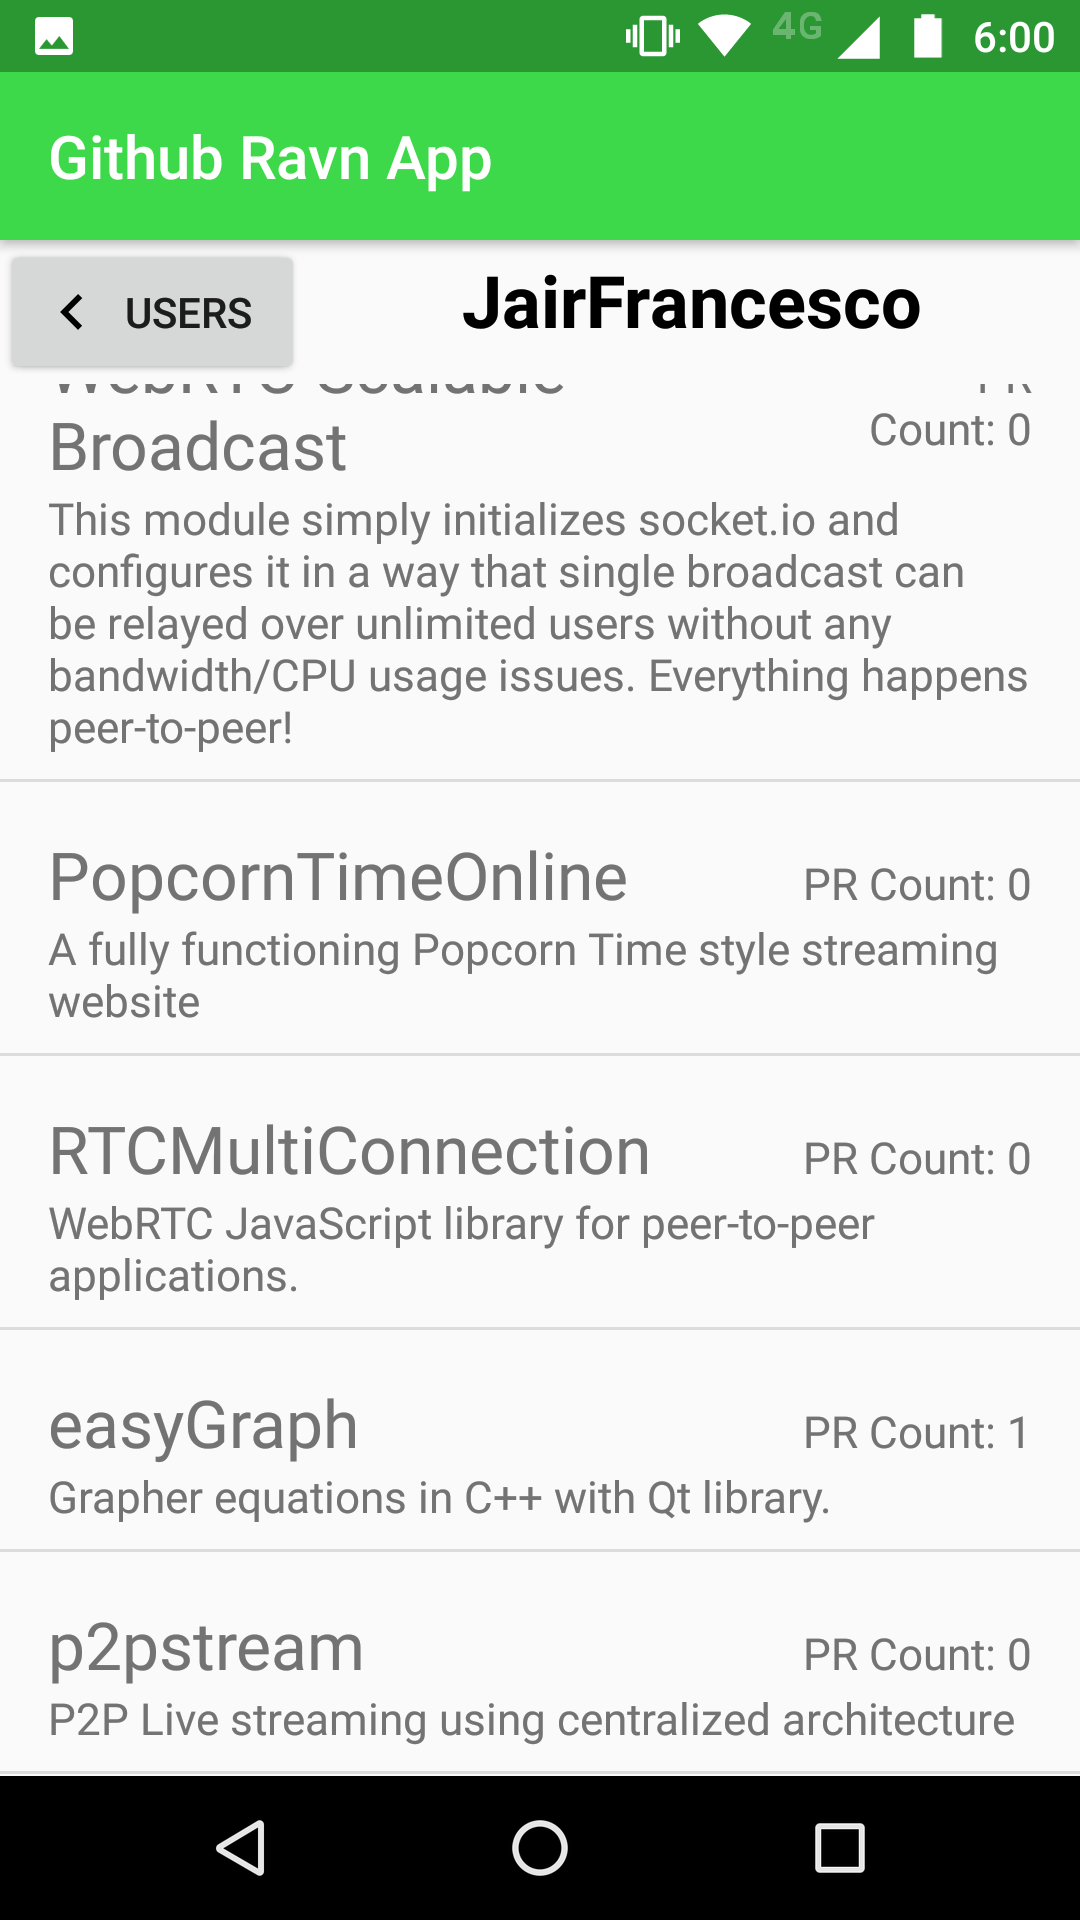 4G 6:00
Github Ravn App
USERS JairFrancesco
WebRTC Scalable PR
Broadcast Count: 0
This module simply initializes socket.io and
configures it in a way that single broadcast can
be relayed over unlimited users without any
bandwidth/CPU usage issues. Everything happens
peer-to-peer!
PopcornTimeOnline PR Count: 0
A fully functioning Popcorn Time style streaming
website
RTCMultiConnection PR Count: 0
WebRTC JavaScript library for peer-to-peer
applications.
easyGraph PR Count: 1
Grapher equations in C++ with Qt library.
p2pstream PR Count: 0
P2P Live streaming using centralized architecture